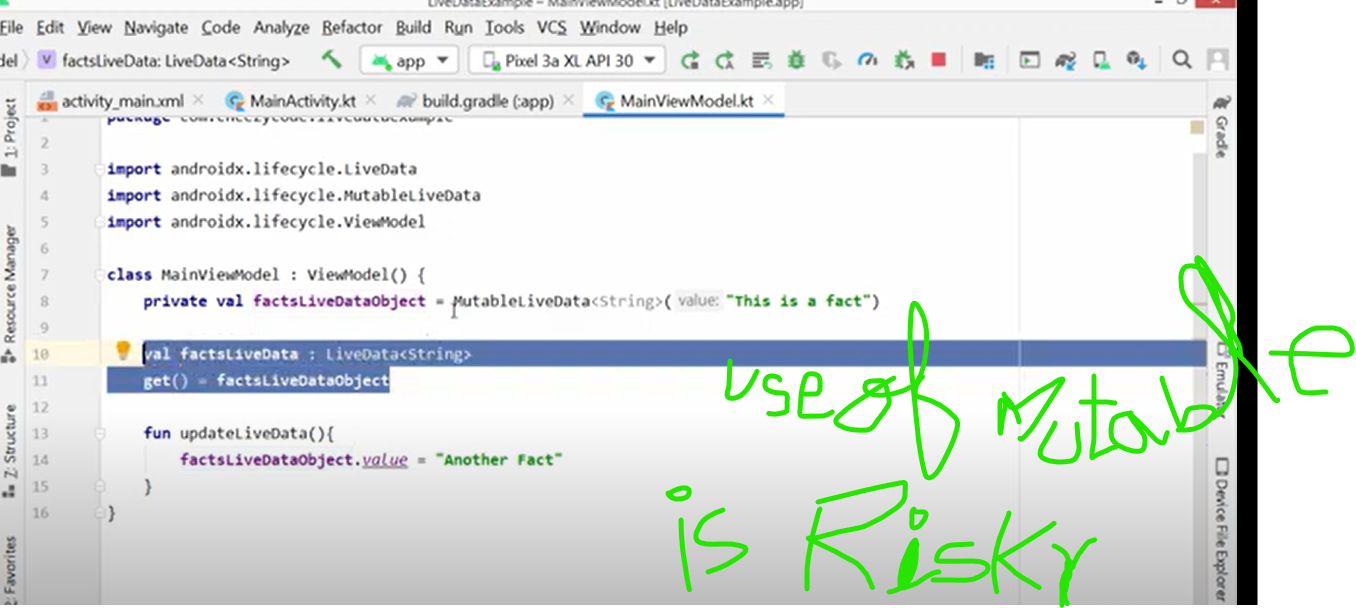 LiveDataExample – MainViewModel.kt [LiveDataExample.app]
File Edit View Navigate Code Analyze Refactor Build Run Tools VCS Window Help
del factsLiveData: LiveData<String> app Pixel 3a XL API 30
activity_main.xml MainActivity.kt build.gradle (:app) MainViewModel.kt
1 package com.cheezycode.livedataexample
2
3 import androidx.lifecycle.LiveData
4 import androidx.lifecycle.MutableLiveData
5 import androidx.lifecycle.ViewModel
6
7 class MainViewModel : ViewModel() {
8 private val factsLiveDataObject = MutableLiveData<String>( value: "This is a fact")
9
10 val factsLiveData : LiveData<String>
11 get() = factsLiveDataObject
12
13 fun updateLiveData(){
14 factsLiveDataObject.value = "Another Fact"
15 }
16 }
use of Mutable
is Risky
1: Project
Resource Manager
Z: Structure
2: Favorites
Gradle
Emulator
Device File Explorer